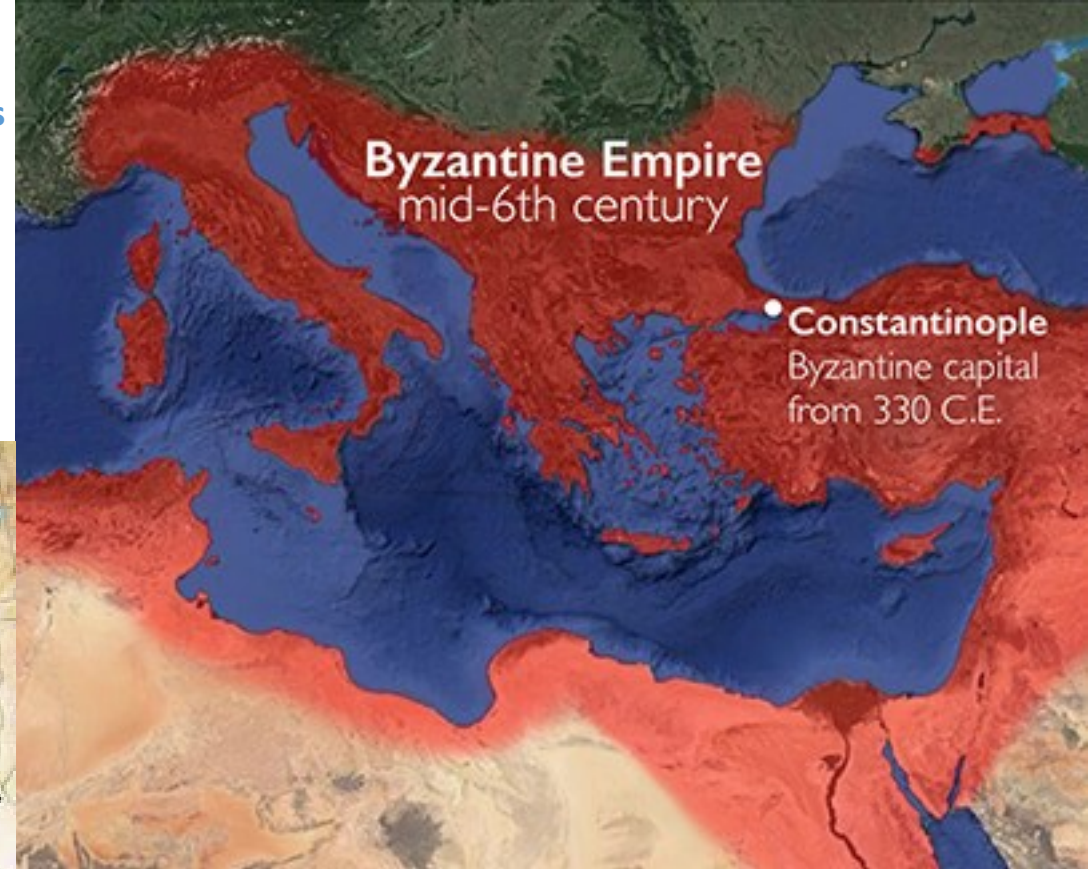 s
Byzantine Empire
mid-6th century
Constantinople
Byzantine capital
from 330 C.E.